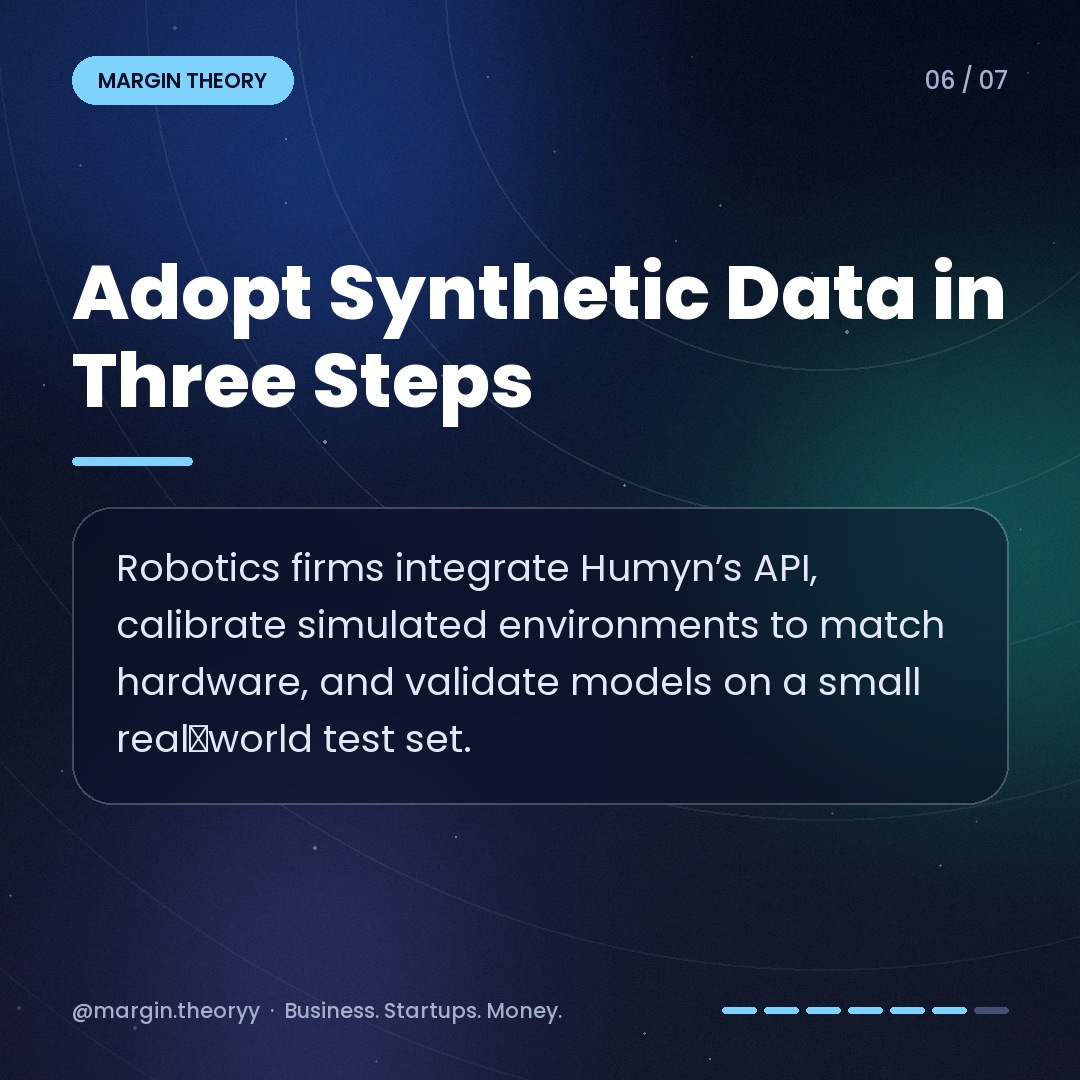 MARGIN THEORY
06 / 07
Adopt Synthetic Data in
Three Steps
Robotics firms integrate Humyn’s API,
calibrate simulated environments to match
hardware, and validate models on a small
real☒world test set.
@margin.theoryy · Business. Startups. Money.